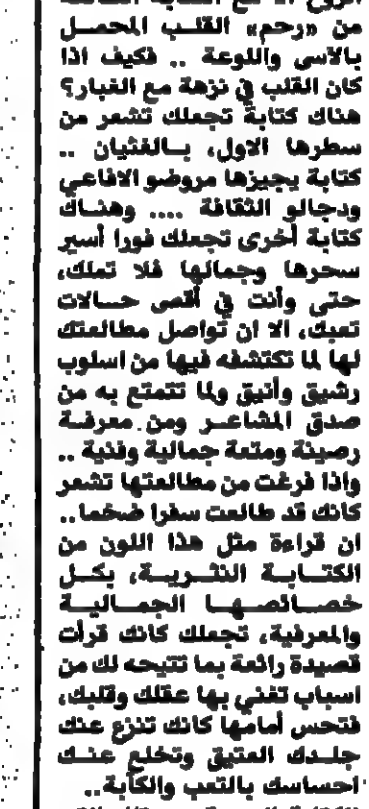 من «رحم» القلب المحمل
بالاسى واللوعة .. فكيف اذا
كان القلب في نزهة مع الغبار؟
هناك كتابة تجعلك تشعر من
سطرها الاول، بالغثيان ..
كتابة يجيزها مروضو الافاعي
ودجالو الثقافة .... وهناك
كتابة أخرى تجعلك فورا أسير
سحرها وجمالها فلا تملك،
حتى وأنت في أقصى حالات
تعبك، الا ان تواصل مطالعتك
لها لما تكتشفه فيها من اسلوب
رشيق وأنيق ولما تتمتع به من
صدق المشاعر ومن معرفة
رصينة ومتعة جمالية وفنية ..
واذا فرغت من مطالعتها تشعر
كانك قد طالعت سفرا ضخما ..
ان قراءة مثل هذا اللون من
الكتابة النثرية، بكل
خصائصها الجمالية
والمعرفية، تجعلك كانك قرأت
قصيدة رائعة بما تتيحه لك من
اسباب تغني بها عقلك وقلبك،
فتحس أمامها كانك تنزع عنك
جلدك العتيق وتخلع عنك
احساسك بالتعب والكآبة ..